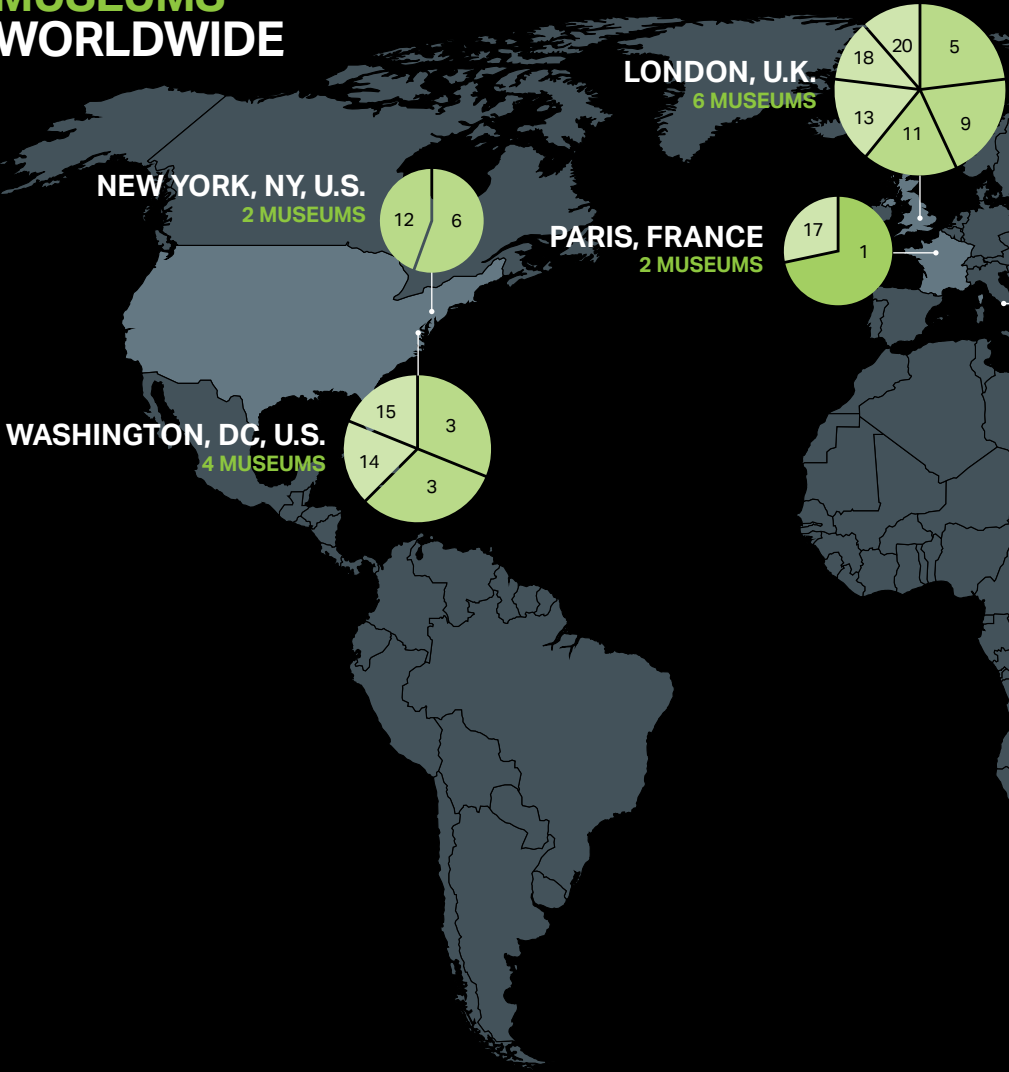 MUSEUMS
WORLDWIDE
LONDON, U.K.
6 MUSEUMS
20
5
18
9
13
11
NEW YORK, NY, U.S.
2 MUSEUMS
12
6
PARIS, FRANCE
2 MUSEUMS
17
1
WASHINGTON, DC, U.S.
4 MUSEUMS
15
3
14
3